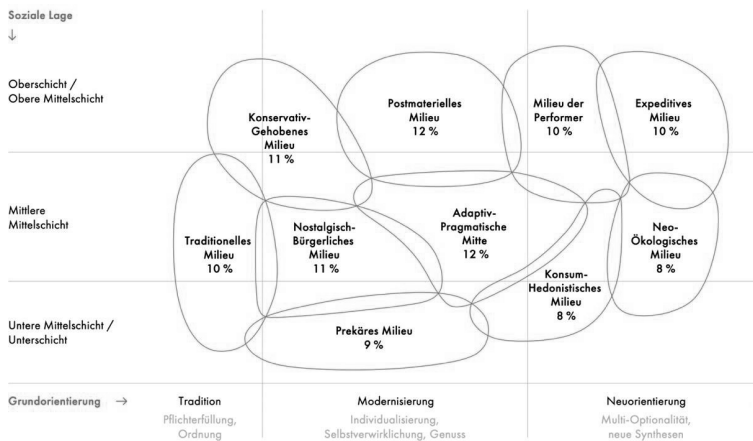 Soziale Lage
↓
Oberschicht /
Obere Mittelschicht
Konservativ-
Gehobenes
Milieu
11 %
Postmaterielles
Milieu
12 %
Milieu der
Performer
10 %
Expeditives
Milieu
10 %
Mittlere
Mittelschicht
Traditionelles
Milieu
10 %
Nostalgisch-
Bürgerliches
Milieu
11 %
Adaptiv-
Pragmatische
Mitte
12 %
Konsum-
Hedonistisches
Milieu
8 %
Neo-
Ökologisches
Milieu
8 %
Untere Mittelschicht /
Unterschicht
Prekäres Milieu
9 %
Grundorientierung →
Tradition
Pflichterfüllung,
Ordnung
Modernisierung
Individualisierung,
Selbstverwirklichung, Genuss
Neuorientierung
Multi-Optionalität,
neue Synthesen